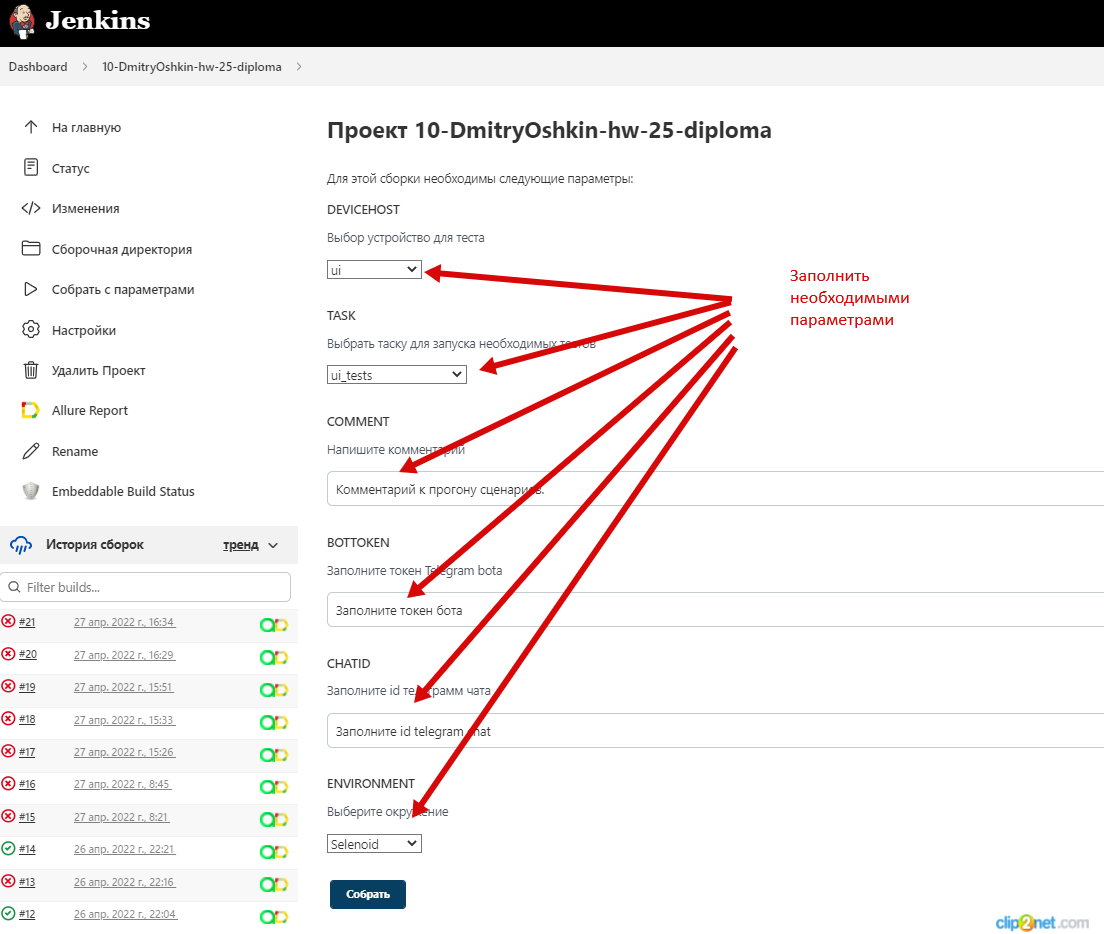 Jenkins
Dashboard
10-DmitryOshkin-hw-25-diploma
На главную
Статус
Изменения
Сборочная директория
Собрать с параметрами
Настройки
Удалить Проект
Allure Report
Rename
Embeddable Build Status
История сборок
тренд
Filter builds...
#21 27 апр. 2022 г., 16:34
#20 27 апр. 2022 г., 16:29
#19 27 апр. 2022 г., 15:51
#18 27 апр. 2022 г., 15:33
#17 27 апр. 2022 г., 15:26
#16 27 апр. 2022 г., 8:45
#15 27 апр. 2022 г., 8:21
#14 26 апр. 2022 г., 22:21
#13 26 апр. 2022 г., 22:16
#12 26 апр. 2022 г., 22:04
Проект 10-DmitryOshkin-hw-25-diploma
Для этой сборки необходимы следующие параметры:
DEVICEHOST
Выбор устройство для теста
ui
TASK
Выбрать таску для запуска необходимых тестов
ui_tests
COMMENT
Напишите комментарий
Комментарий к прогону сценариев.
BOTTOKEN
Заполните токен Telegram bota
Заполните токен бота
CHATID
Заполните id телеграмм чата
Заполните id telegram chat
ENVIRONMENT
Выберите окружение
Selenoid
Собрать
Заполнить
необходимыми
параметрами
clip2net.com